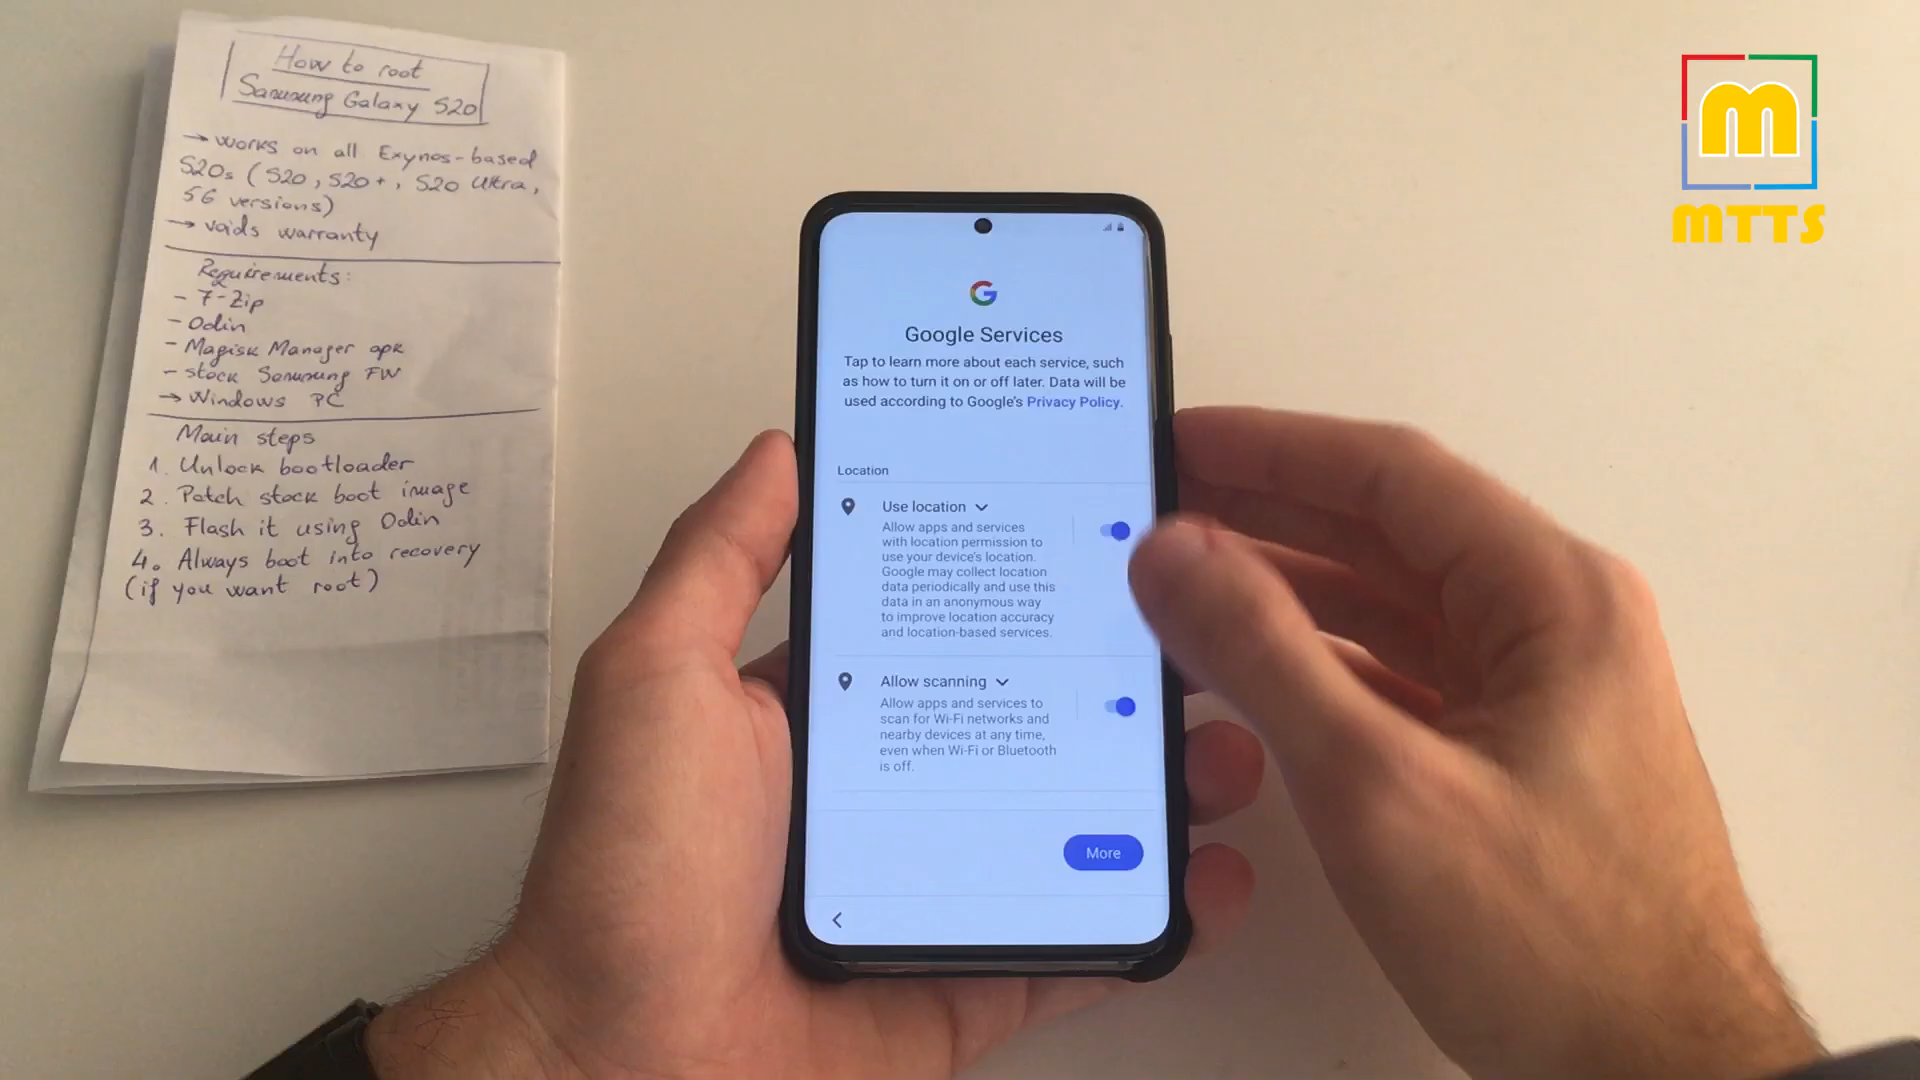 How to root
Samsung Galaxy S20
→ works on all Exynos-based
S20s (S20, S20+, S20 Ultra,
5G versions)
→ voids warranty
Requirements:
- 7-Zip
- Odin
- Magisk Manager apk
- stock Samsung FW
→ Windows PC
Main steps
1. Unlock bootloader
2. Patch stock boot image
3. Flash it using Odin
4. Always boot into recovery
(if you want root)
G
Google Services
Tap to learn more about each service, such
as how to turn it on or off later. Data will be
used according to Google's Privacy Policy.
Location
Use location
Allow apps and services
with location permission to
use your device's location.
Google may collect location
data periodically and use this
data in an anonymous way
to improve location accuracy
and location-based services.
Allow scanning
Allow apps and services to
scan for Wi-Fi networks and
nearby devices at any time,
even when Wi-Fi or Bluetooth
is off.
More
m
MTTS